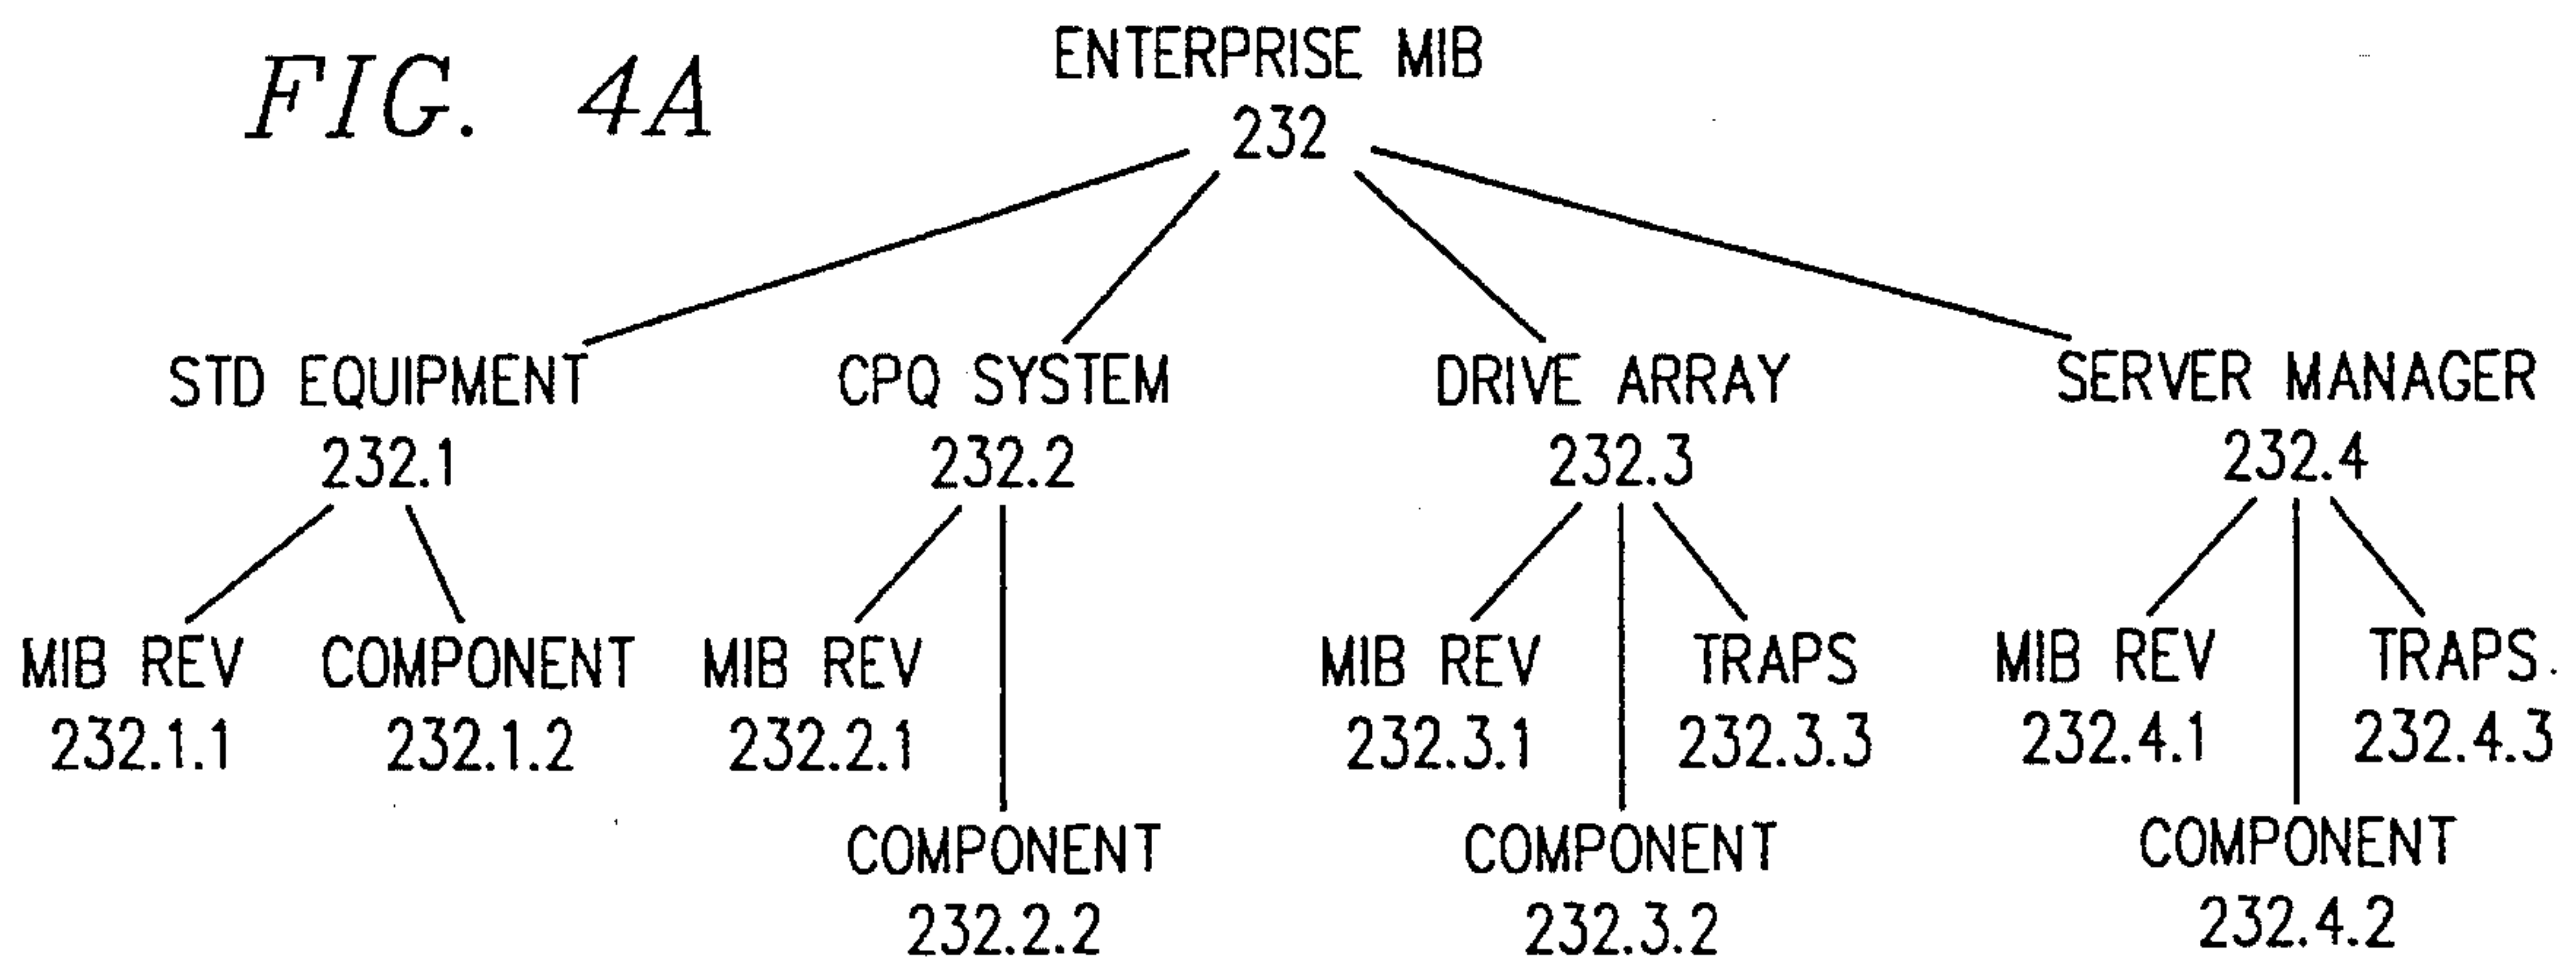 FIG. 4A
ENTERPRISE MIB
232
STD EQUIPMENT
232.1
CPQ SYSTEM
232.2
DRIVE ARRAY
232.3
SERVER MANAGER
232.4
MIB REV
232.1.1
COMPONENT
232.1.2
MIB REV
232.2.1
COMPONENT
232.2.2
MIB REV
232.3.1
COMPONENT
232.3.2
TRAPS
232.3.3
MIB REV
232.4.1
COMPONENT
232.4.2
TRAPS
232.4.3